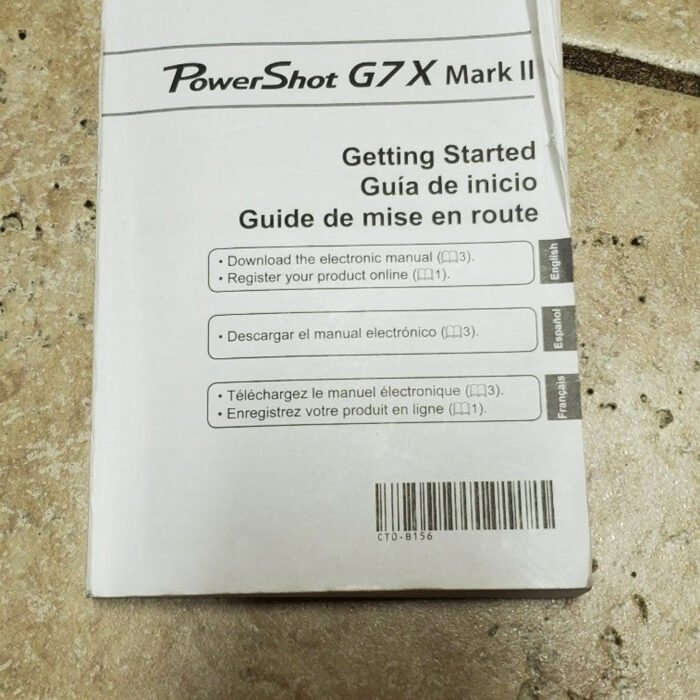 PowerShot G7 X Mark II
Getting Started
Guía de inicio
Guide de mise en route
• Download the electronic manual (3).
• Register your product online (1).
English
• Descargar el manual electrónico (3).
Español
• Téléchargez le manuel électronique (3).
• Enregistrez votre produit en ligne (1).
Français
CTD-B156